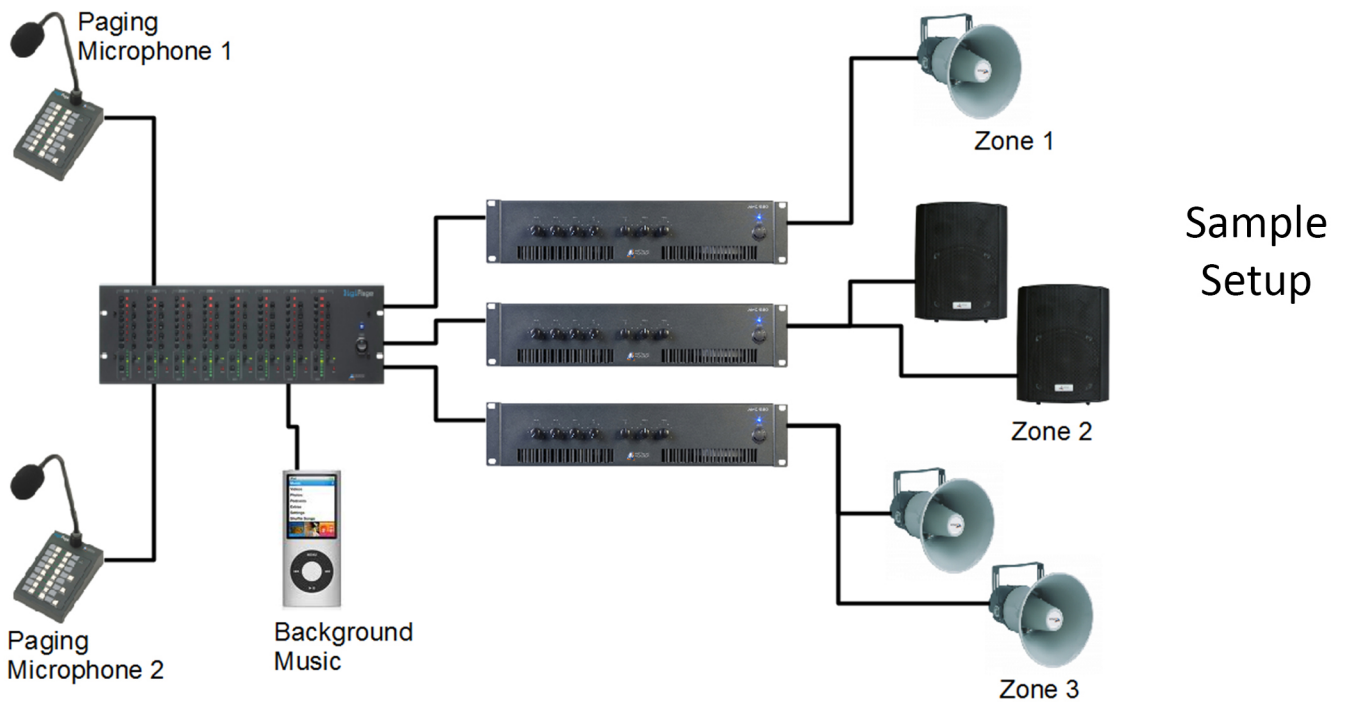 Paging
Microphone 1
Zone 1
Sample
Setup
Zone 2
Paging
Microphone 2
Background
Music
Zone 3